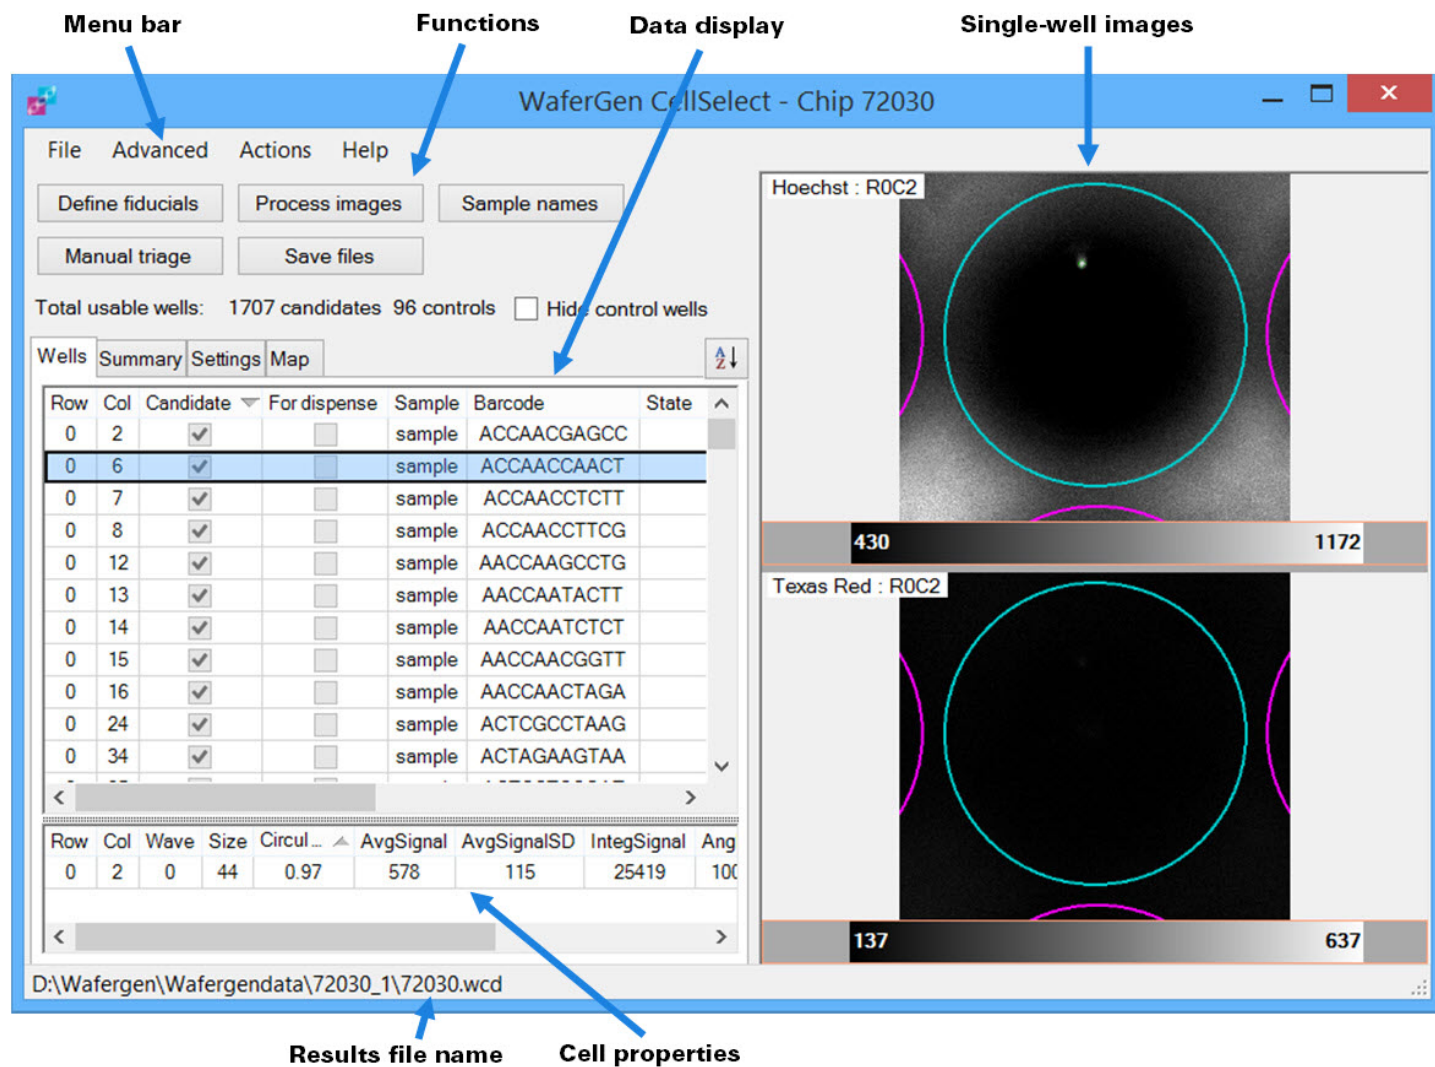 Menu bar
Functions
Data display
Single-well images
WaferGen CellSelect - Chip 72030
File Advanced Actions Help
Define fiducials Process images Sample names
Manual triage Save files
Total usable wells: 1707 candidates 96 controls Hide control wells
Wells Summary Settings Map
Row Col Candidate For dispense Sample Barcode State
0 2 sample ACCAACGAGCC
0 6 sample ACCAACCAACT
0 7 sample ACCAACCTCTT
0 8 sample ACCAACCTTCG
0 12 sample AACCAAGCCTG
0 13 sample AACCAATACTT
0 14 sample AACCAATCTCT
0 15 sample AACCAACGGTT
0 16 sample AACCAACTAGA
0 24 sample ACTCGCCTAAG
0 34 sample ACTAGAAGTAA
Row Col Wave Size Circul... AvgSignal AvgSignalSD IntegSignal Ang
0 2 0 44 0.97 578 115 25419 100
D:\Wafergen\Wafergendata\72030_1\72030.wcd
Hoechst : R0C2
430 1172
Texas Red : R0C2
137 637
Results file name
Cell properties